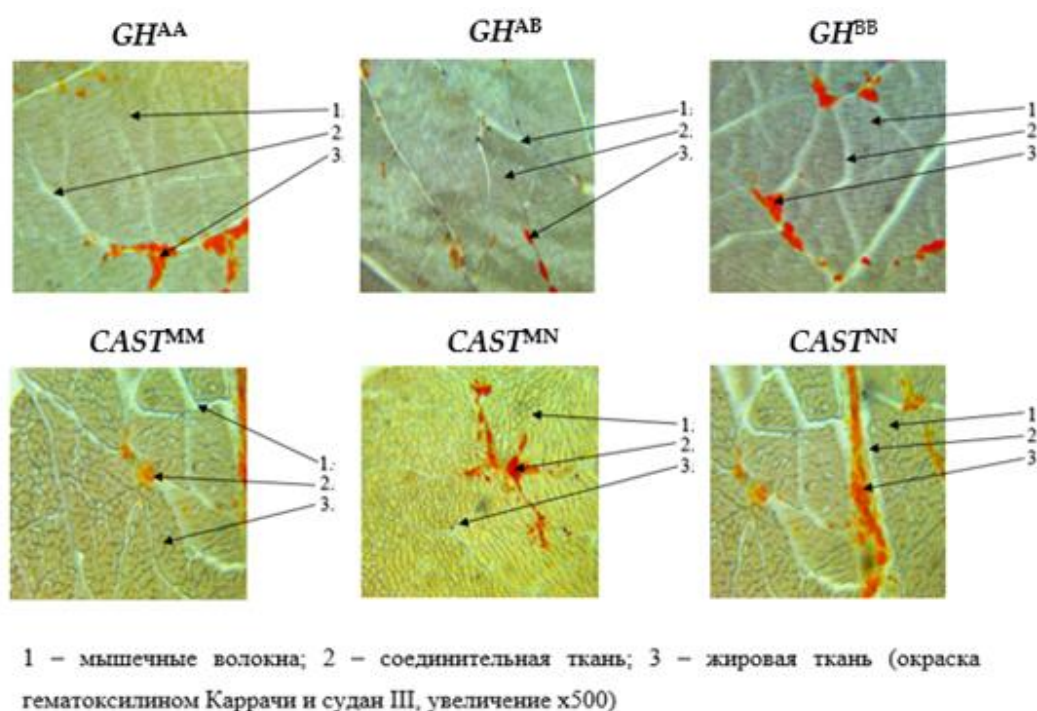 GHᴬᴬ GHᴬᴮ GHᴮᴮ
1. 1. 1
2. 2. 2
3. 3. 3
CASTᴹᴹ CASTᴹᴺ CASTᴺᴺ
1. 1. 1
2. 2. 2
3. 3. 3
1 – мышечные волокна; 2 – соединительная ткань; 3 – жировая ткань (окраска
гематоксилином Каррачи и судан III, увеличение х500)